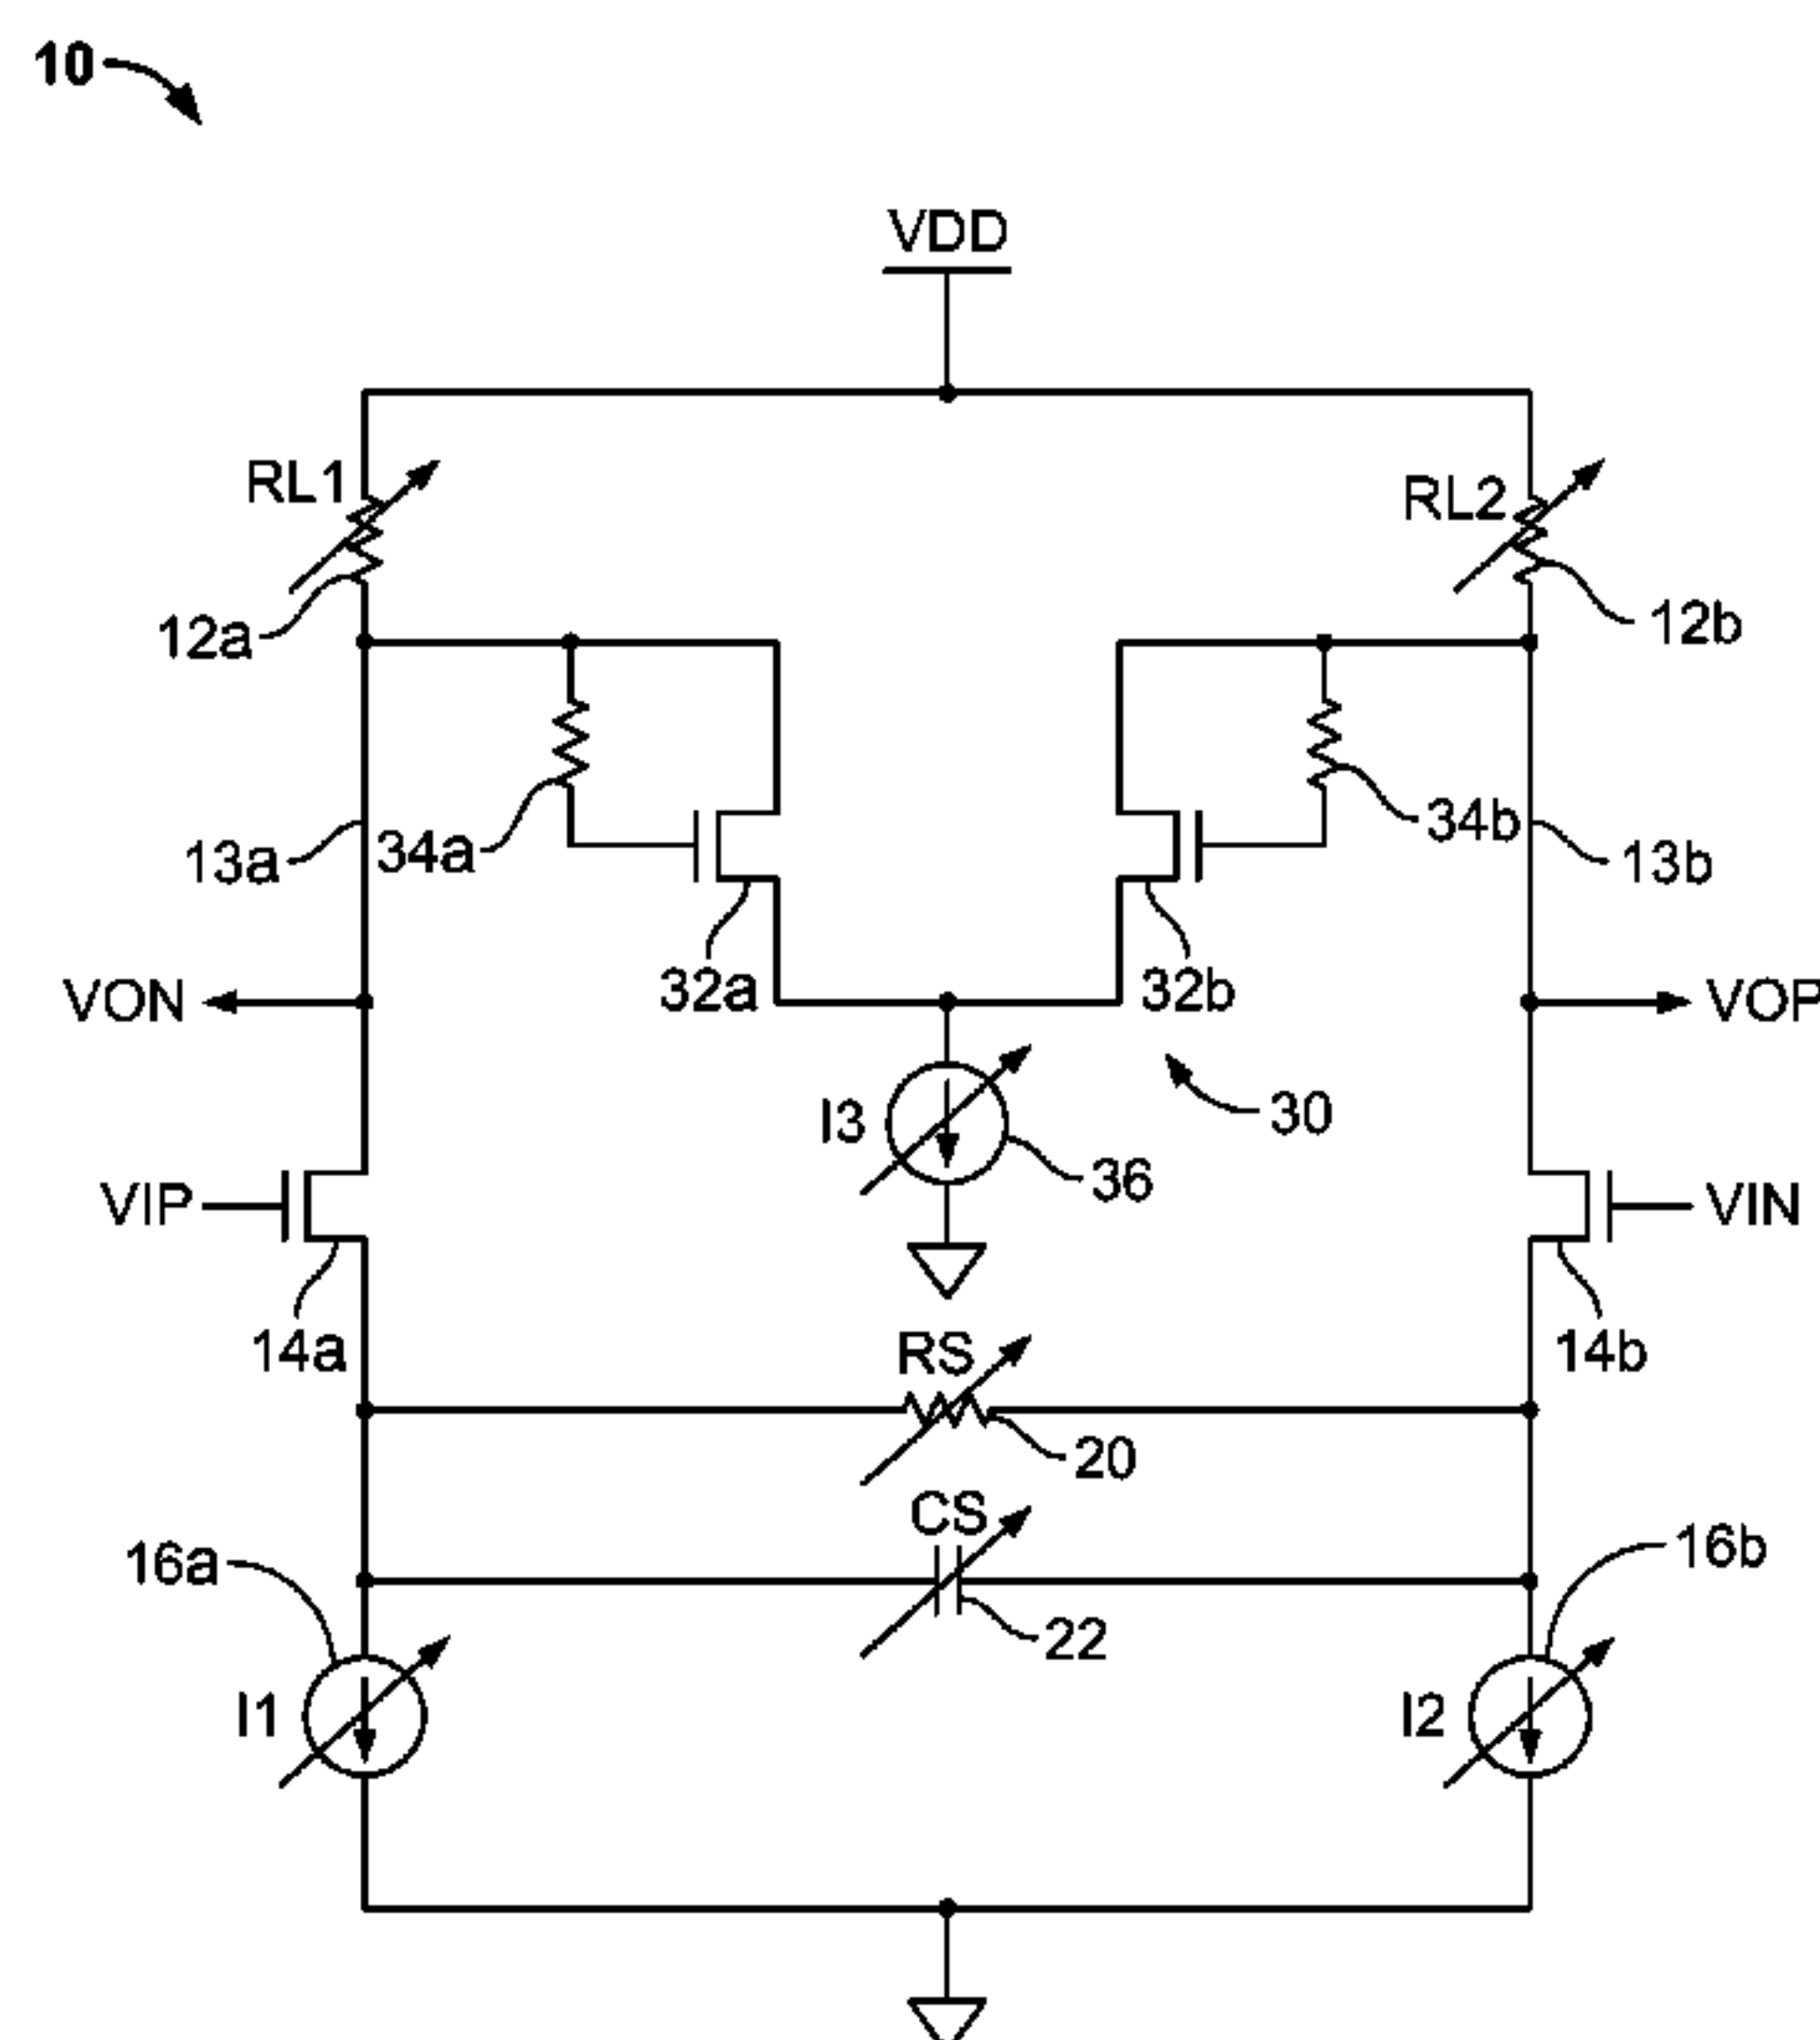 10
VDD
RL1
RL2
12a
12b
34a
34b
13a
13b
32a
32b
VON
VOP
I3
30
36
VIP
VIN
14a
14b
RS
20
CS
16a
16b
22
I1
I2